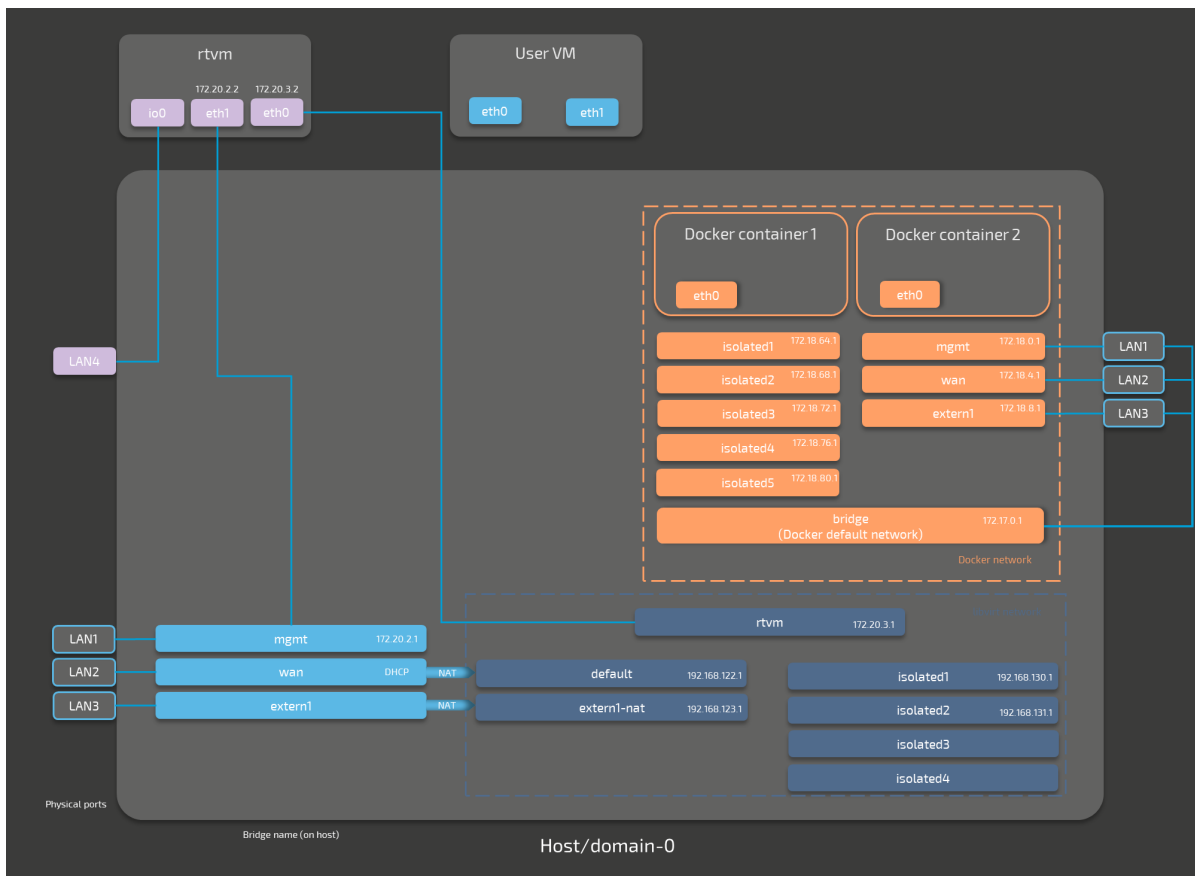 rtvm
172.20.2.2
172.20.3.2
io0
eth1
eth0
User VM
eth0
eth1
Docker container 1
eth0
Docker container 2
eth0
LAN4
isolated1 172.18.64.1
isolated2 172.18.68.1
isolated3 172.18.72.1
isolated4 172.18.76.1
isolated5 172.18.80.1
mgmt 172.18.0.1
wan 172.18.4.1
extern1 172.18.8.1
LAN1
LAN2
LAN3
bridge 172.17.0.1
(Docker default network)
Docker network
rtvm 172.20.3.1
LAN1
mgmt 172.20.2.1
LAN2
wan DHCP
NAT
default 192.168.122.1
LAN3
extern1
NAT
extern1-nat 192.168.123.1
isolated1 192.168.130.1
isolated2 192.168.131.1
isolated3
isolated4
Physical ports
Bridge name (on host)
Host/domain-0